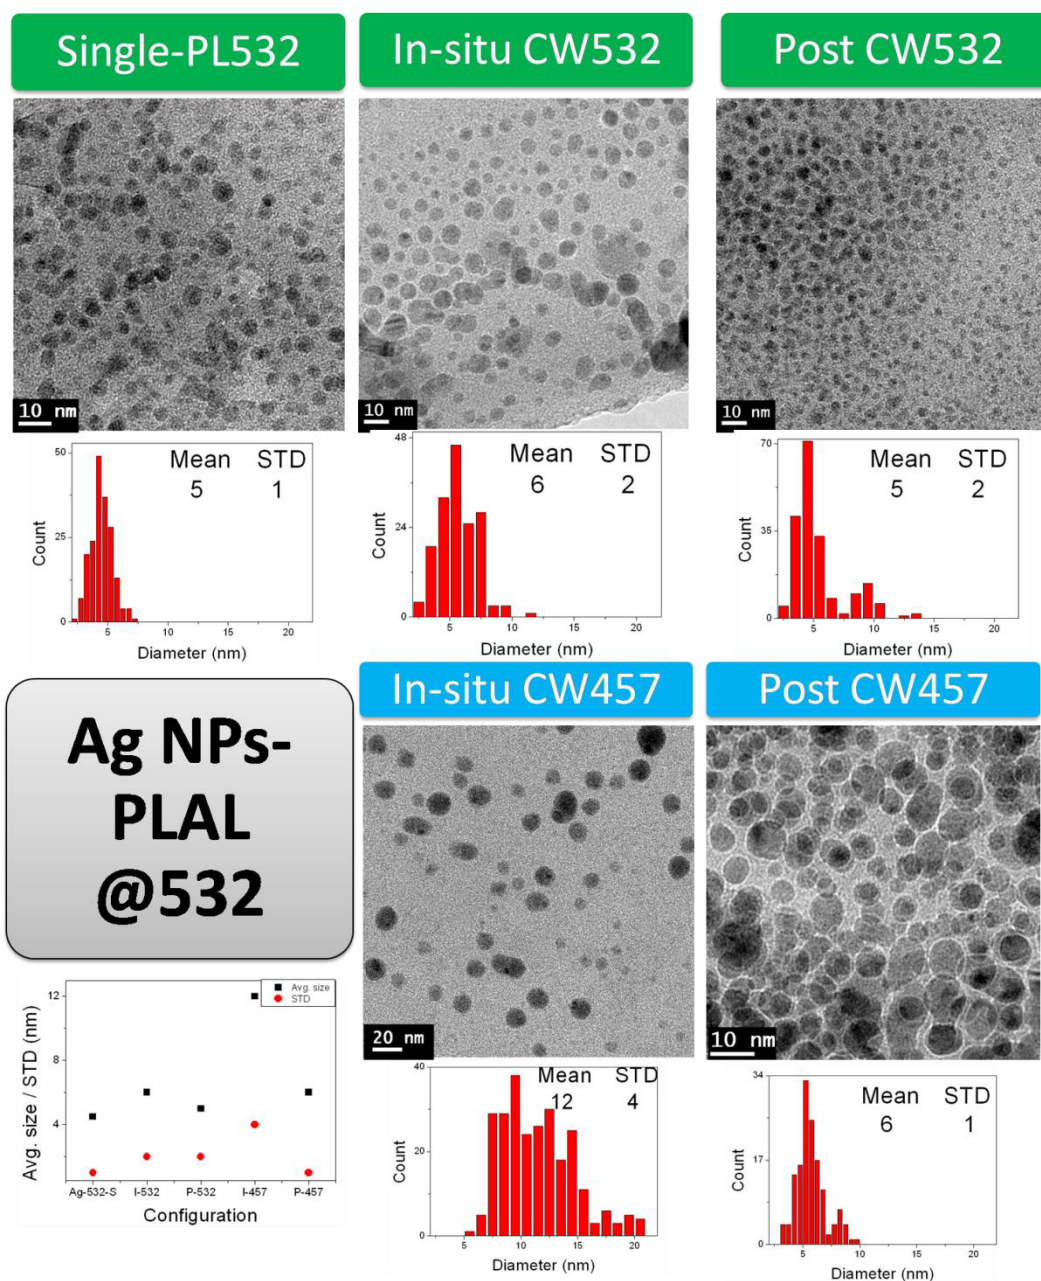 Single-PL532
In-situ CW532
Post CW532
10 nm
10 nm
10 nm
50
25
0
Count
Mean STD
5 1
5 10 15 20
Diameter (nm)
48
24
0
Count
Mean STD
6 2
5 10 15 20
Diameter (nm)
70
35
0
Count
Mean STD
5 2
5 10 15 20
Diameter (nm)
Ag NPs-
PLAL
@532
In-situ CW457
Post CW457
20 nm
10 nm
12
8
4
Avg. size / STD (nm)
Avg. size
STD
Ag-532-S I-532 P-532 I-457 P-457
Configuration
40
20
0
Count
Mean STD
12 4
5 10 15 20
Diameter (nm)
34
17
0
Count
Mean STD
6 1
5 10 15 20
Diameter (nm)